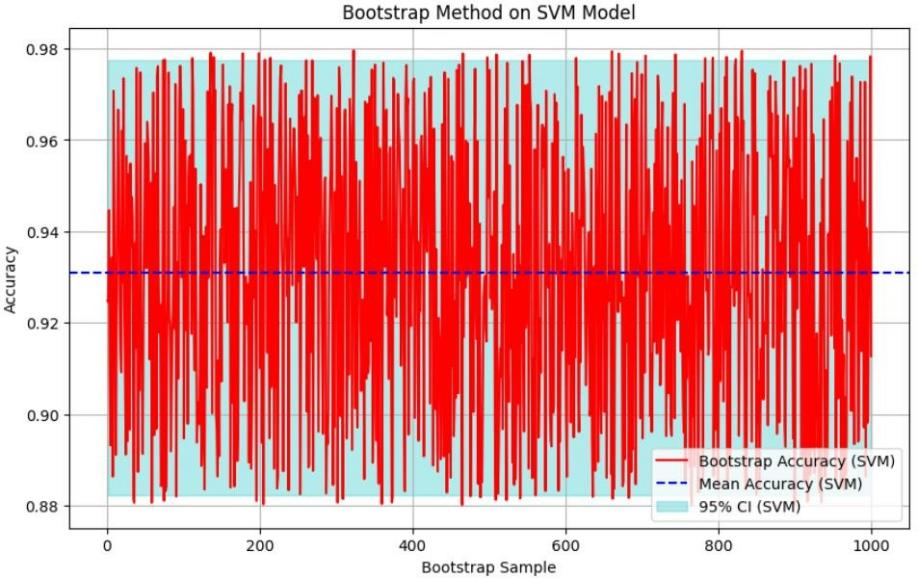 Bootstrap Method on SVM Model
0.98
0.96
0.94
0.92
0.90
0.88
Accuracy
Bootstrap Accuracy (SVM)
Mean Accuracy (SVM)
95% CI (SVM)
0 200 400 600 800 1000
Bootstrap Sample